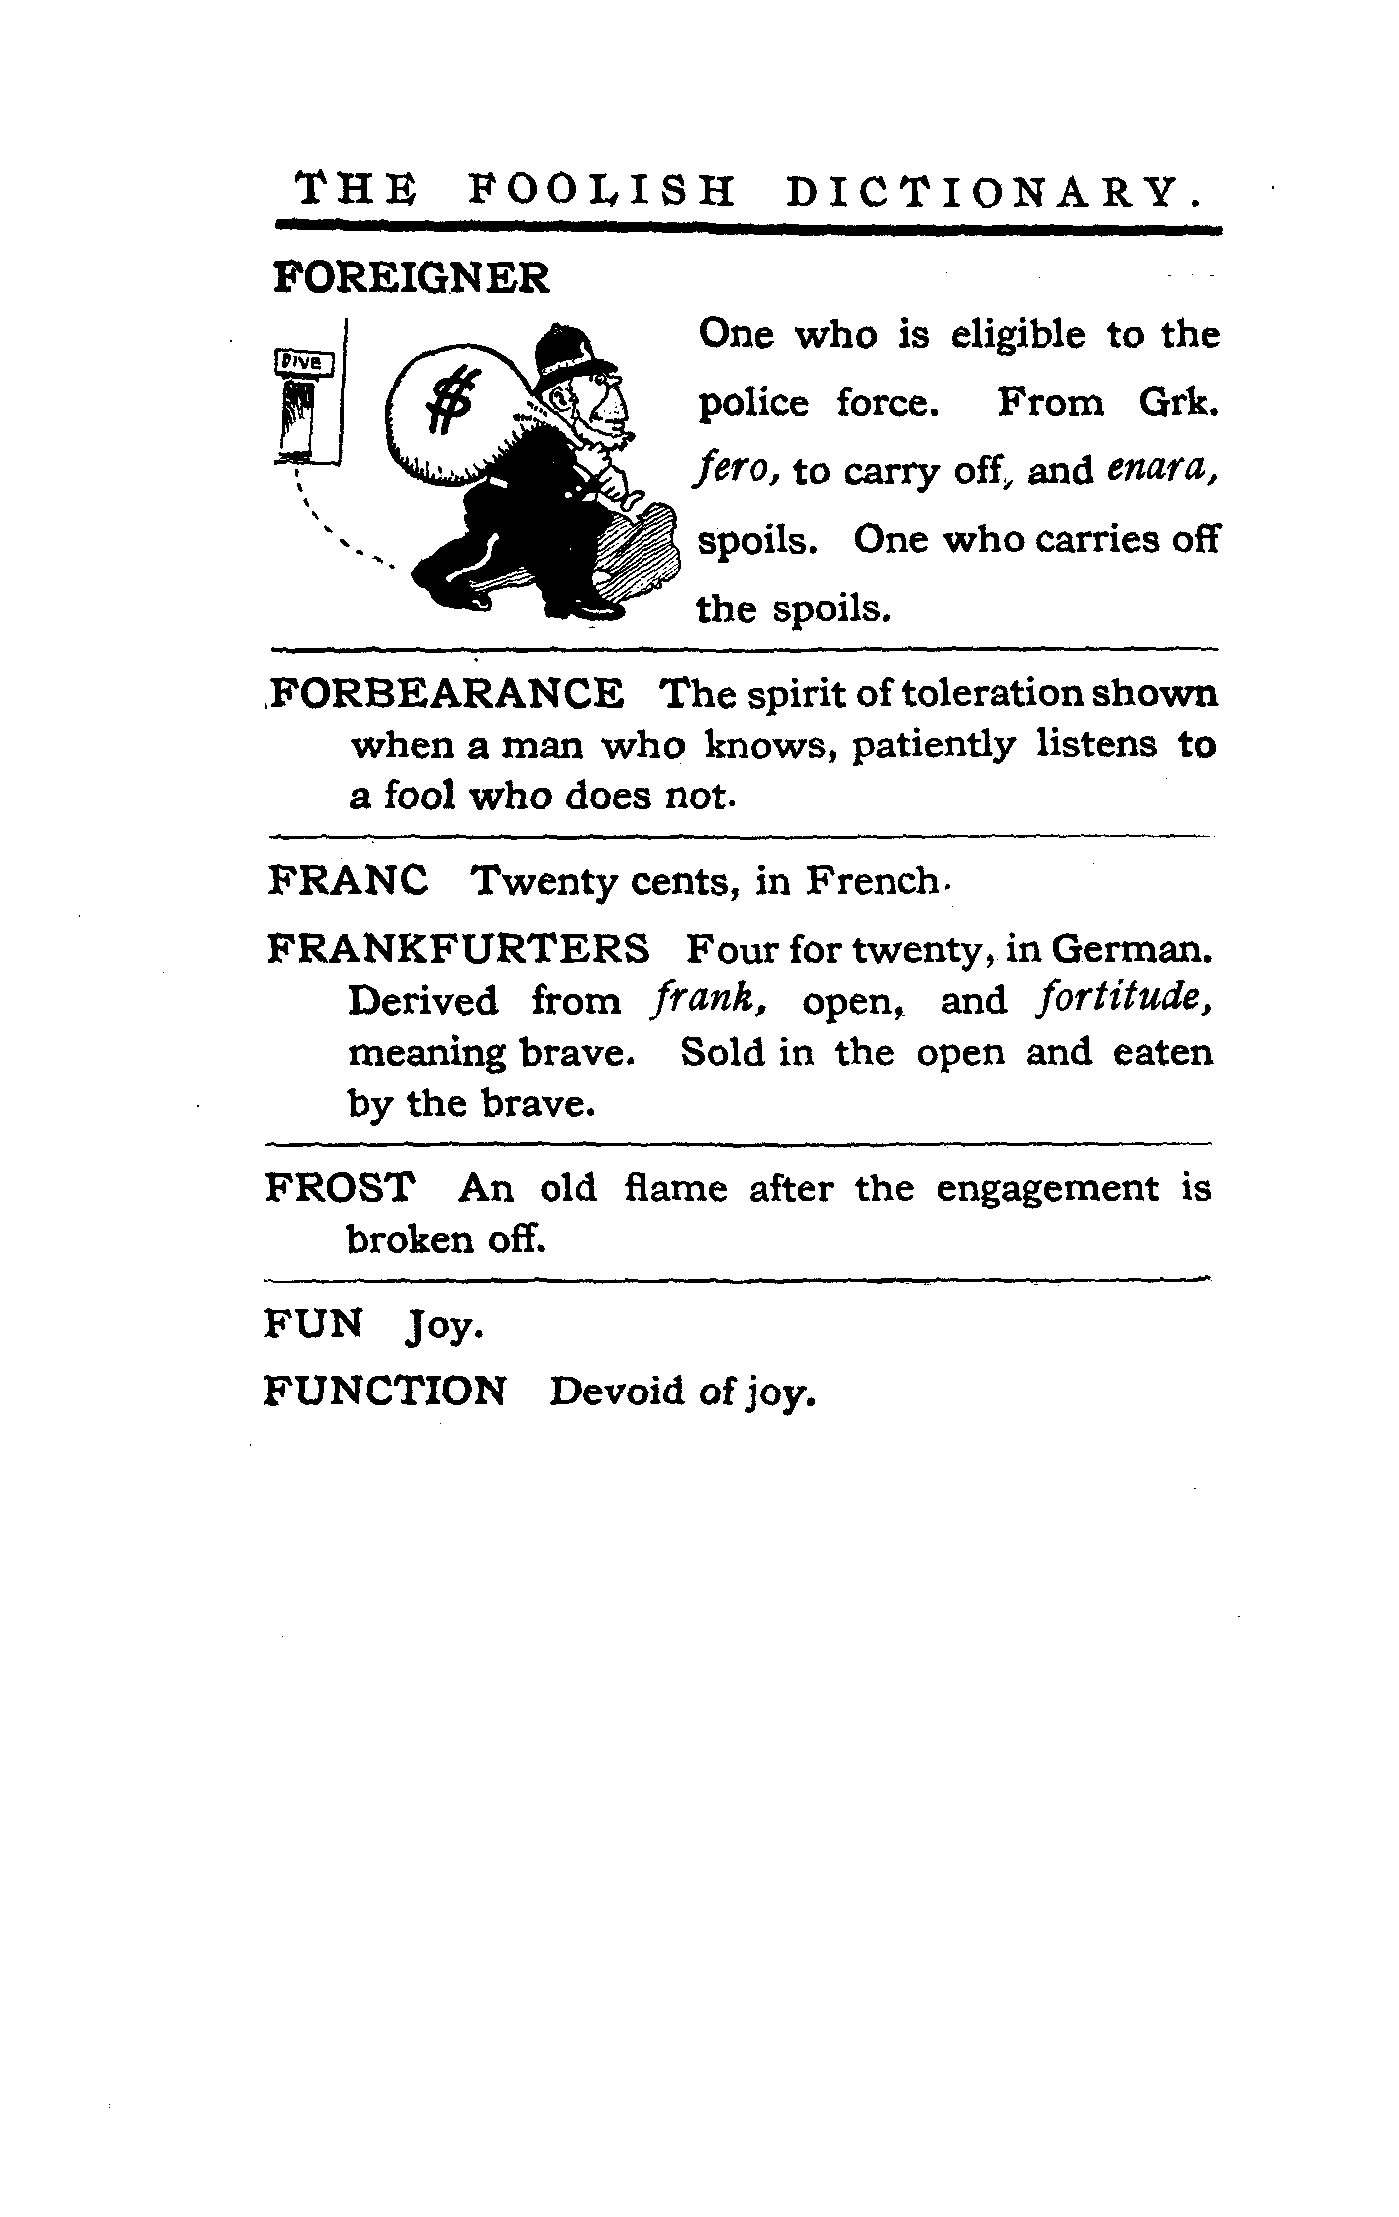 THE FOOLISH DICTIONARY.
FOREIGNER
DIVE
$
One who is eligible to the
police force. From Grk.
fero, to carry off, and enara,
spoils. One who carries off
the spoils.
FORBEARANCE The spirit of toleration shown
when a man who knows, patiently listens to
a fool who does not.
FRANC Twenty cents, in French.
FRANKFURTERS Four for twenty, in German.
Derived from frank, open, and fortitude,
meaning brave. Sold in the open and eaten
by the brave.
FROST An old flame after the engagement is
broken off.
FUN Joy.
FUNCTION Devoid of joy.